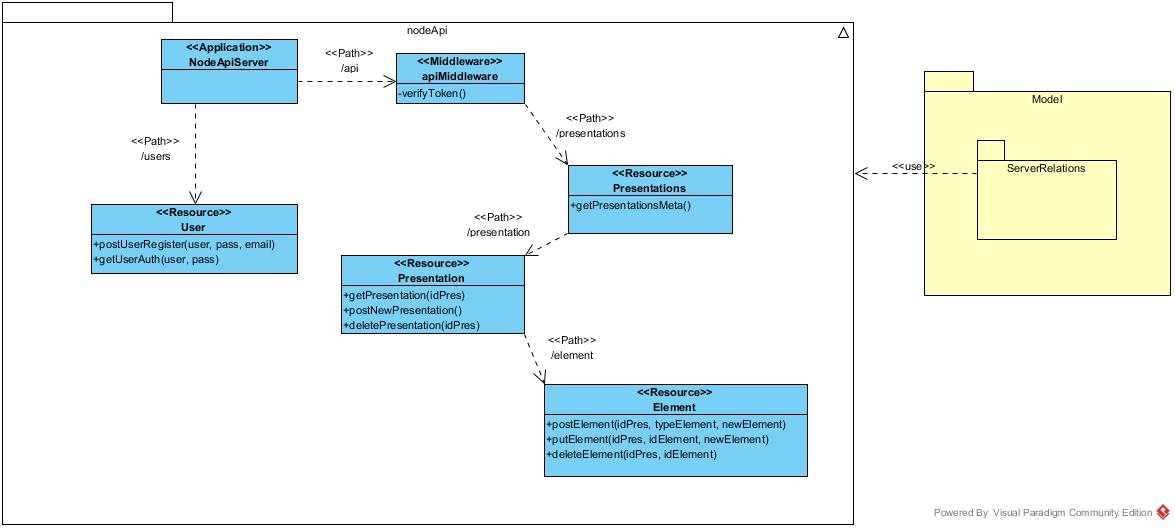 nodeApi
<<Application>>
NodeApiServer
<<Path>>
/api
<<Middleware>>
apiMiddleware
-verifyToken()
<<Path>>
/users
<<Path>>
/presentations
<<Resource>>
Presentations
+getPresentationsMeta()
<<Resource>>
User
+postUserRegister(user, pass, email)
+getUserAuth(user, pass)
<<Path>>
/presentation
<<Resource>>
Presentation
+getPresentation(idPres)
+postNewPresentation()
+deletePresentation(idPres)
<<Path>>
/element
<<Resource>>
Element
+postElement(idPres, typeElement, newElement)
+putElement(idPres, idElement, newElement)
+deleteElement(idPres, idElement)
<<use>>
Model
ServerRelations
Powered By Visual Paradigm Community Edition